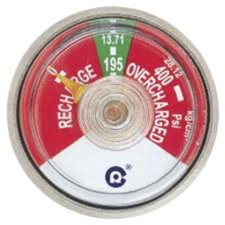 13.71
195
0
RECHARGE
OVERCHARGED
400
28.12
Psi
kg/cm²
®